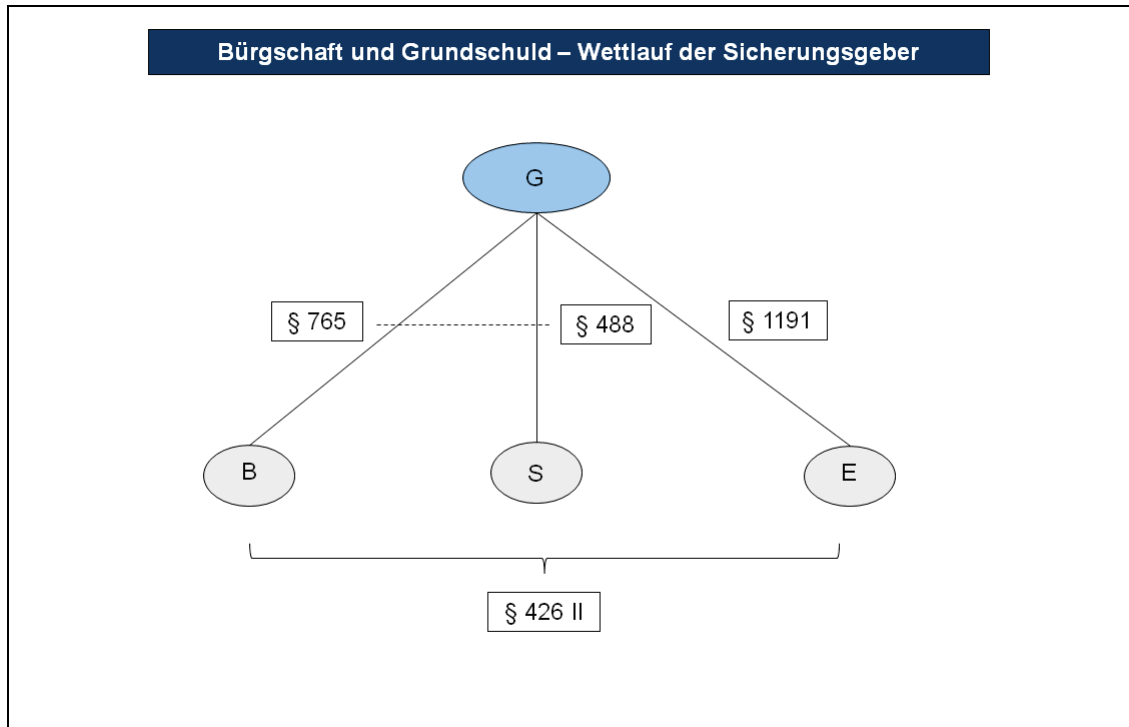 Bürgschaft und Grundschuld – Wettlauf der Sicherungsgeber
G
§ 765
§ 488
§ 1191
B
S
E
§ 426 II